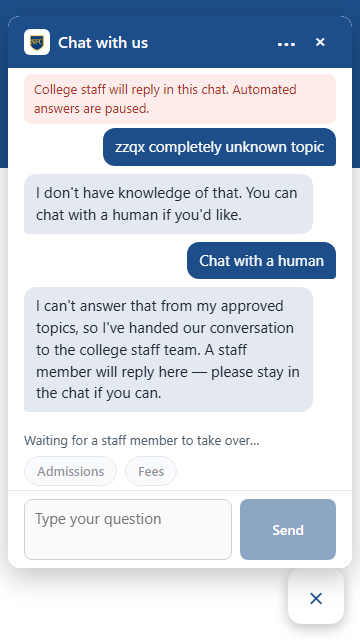 SFC
Chat with us
College staff will reply in this chat. Automated
answers are paused.
zzqx completely unknown topic
I don't have knowledge of that. You can
chat with a human if you'd like.
Chat with a human
I can't answer that from my approved
topics, so I've handed our conversation
to the college staff team. A staff
member will reply here — please stay in
the chat if you can.
Waiting for a staff member to take over...
Admissions
Fees
Type your question
Send